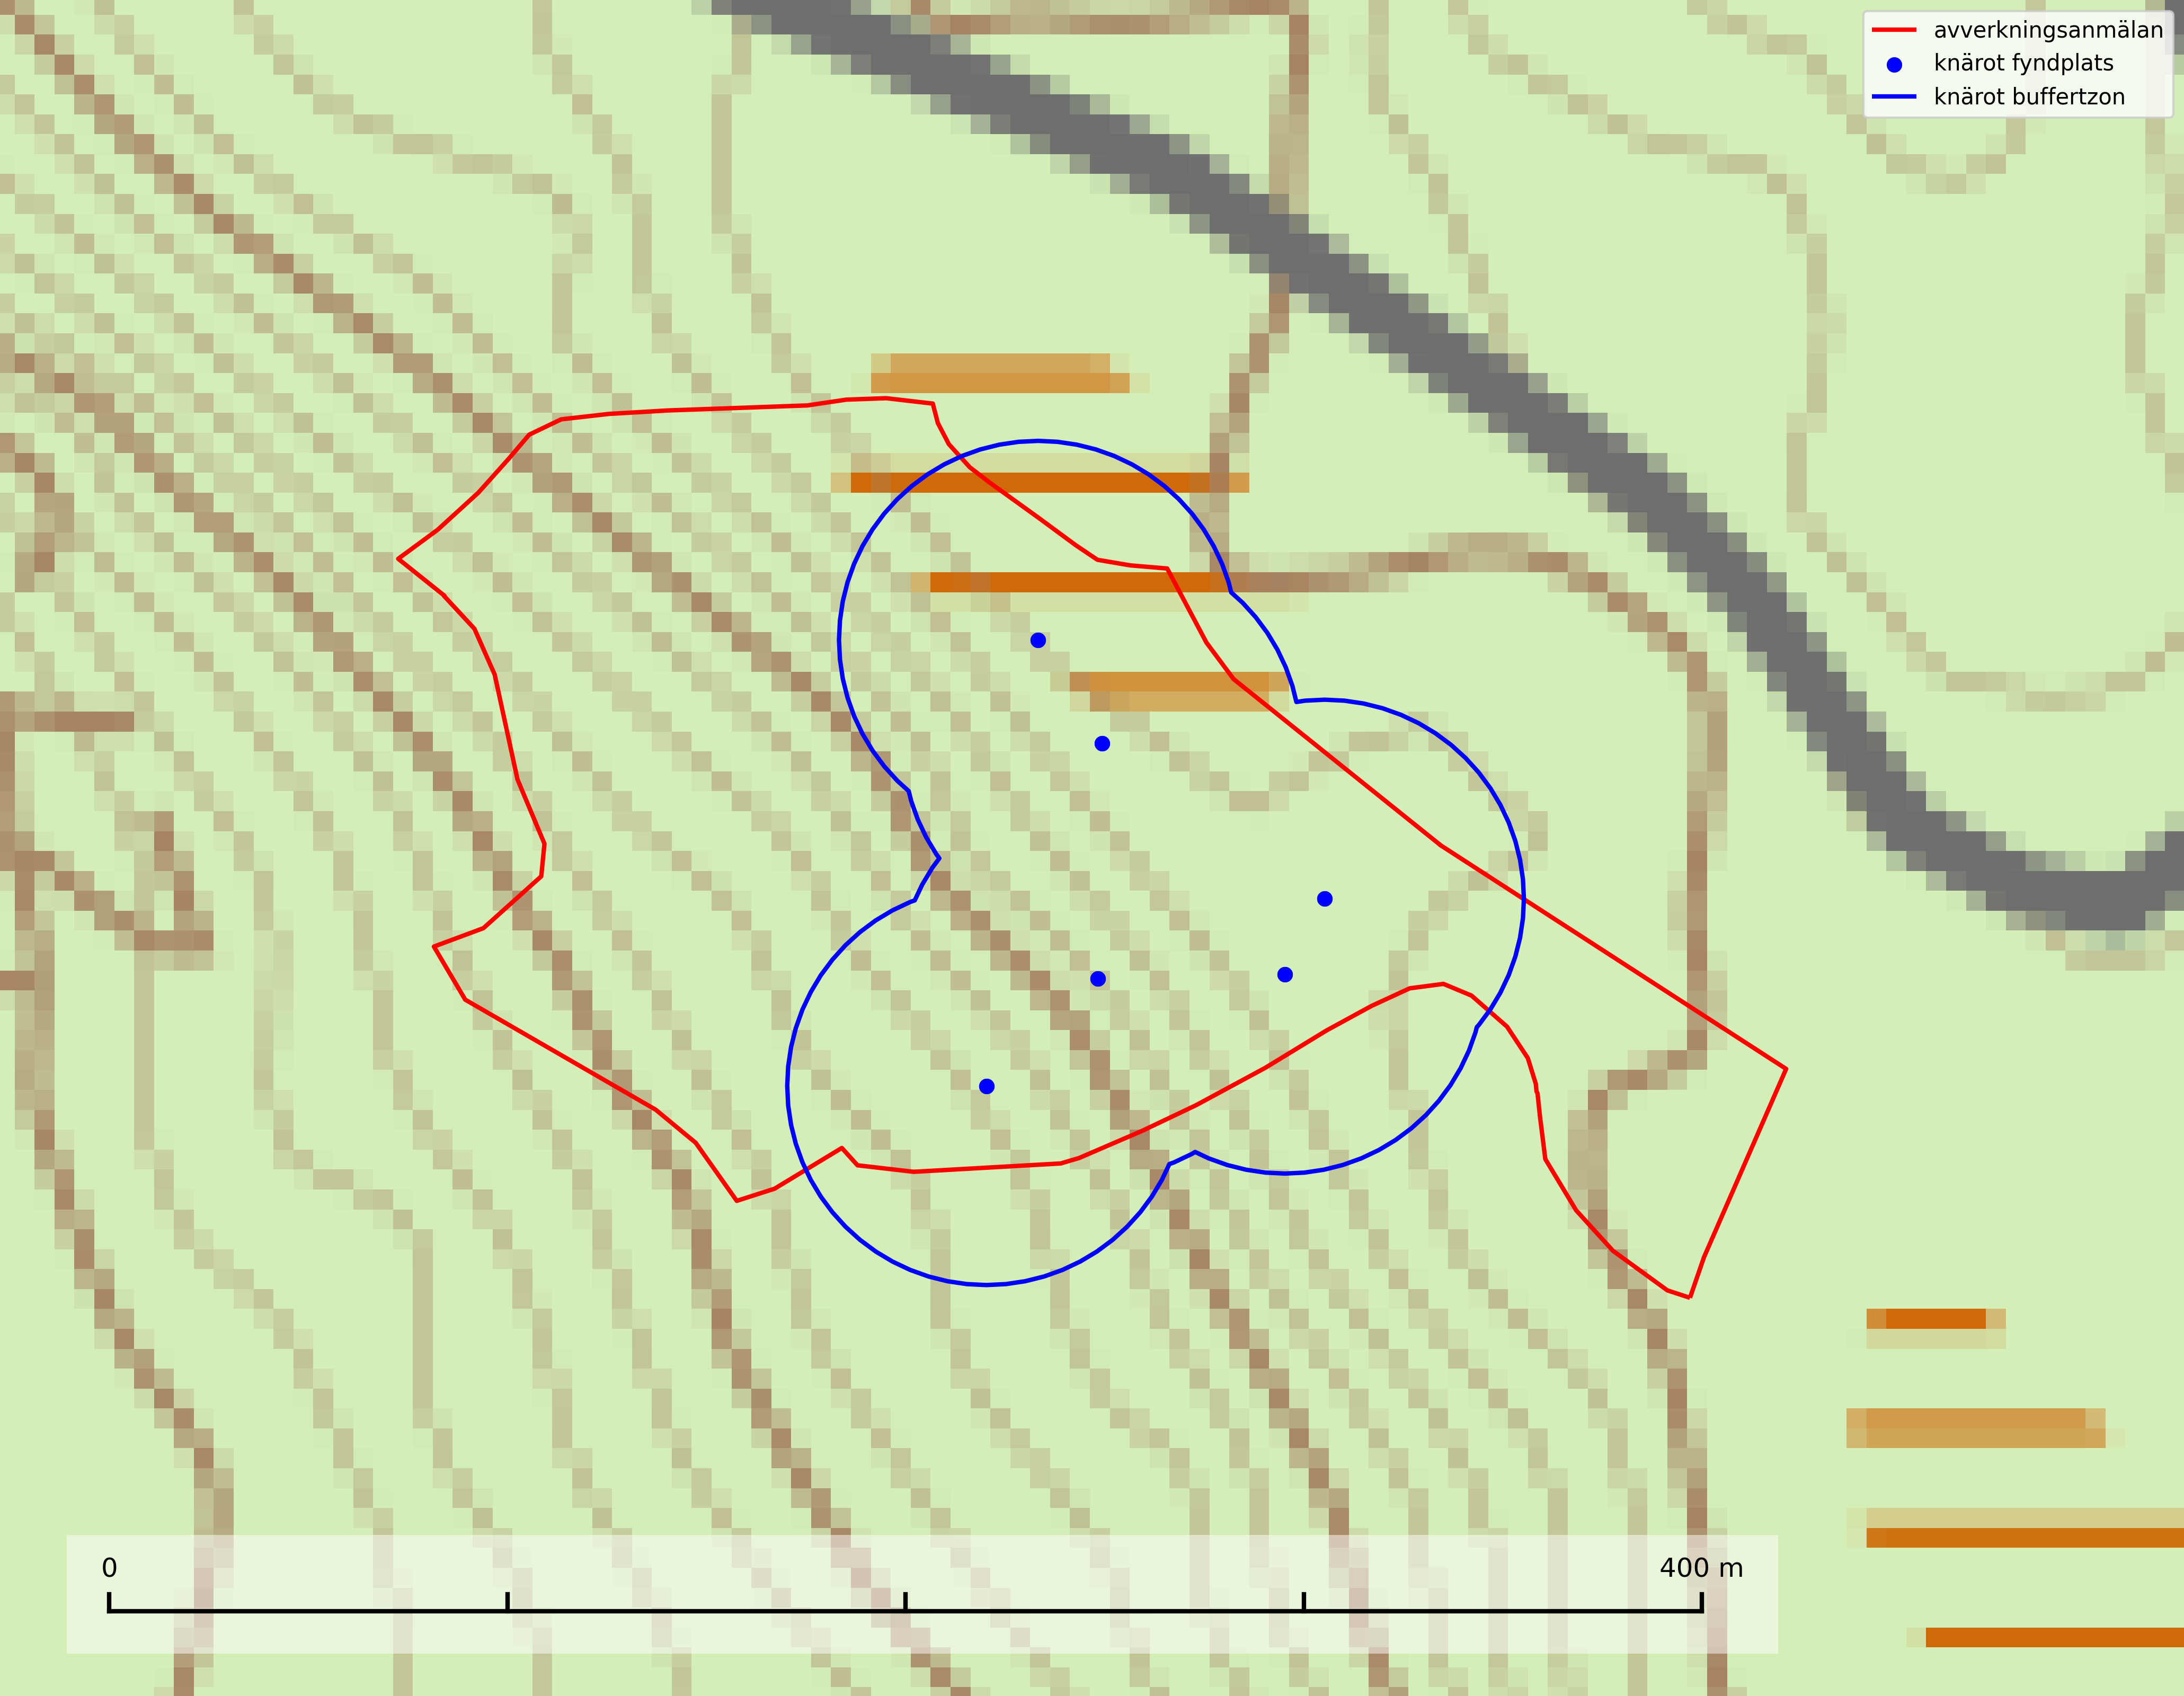 avverkningsanmälan
knärot fyndplats
knärot buffertzon
0
400 m